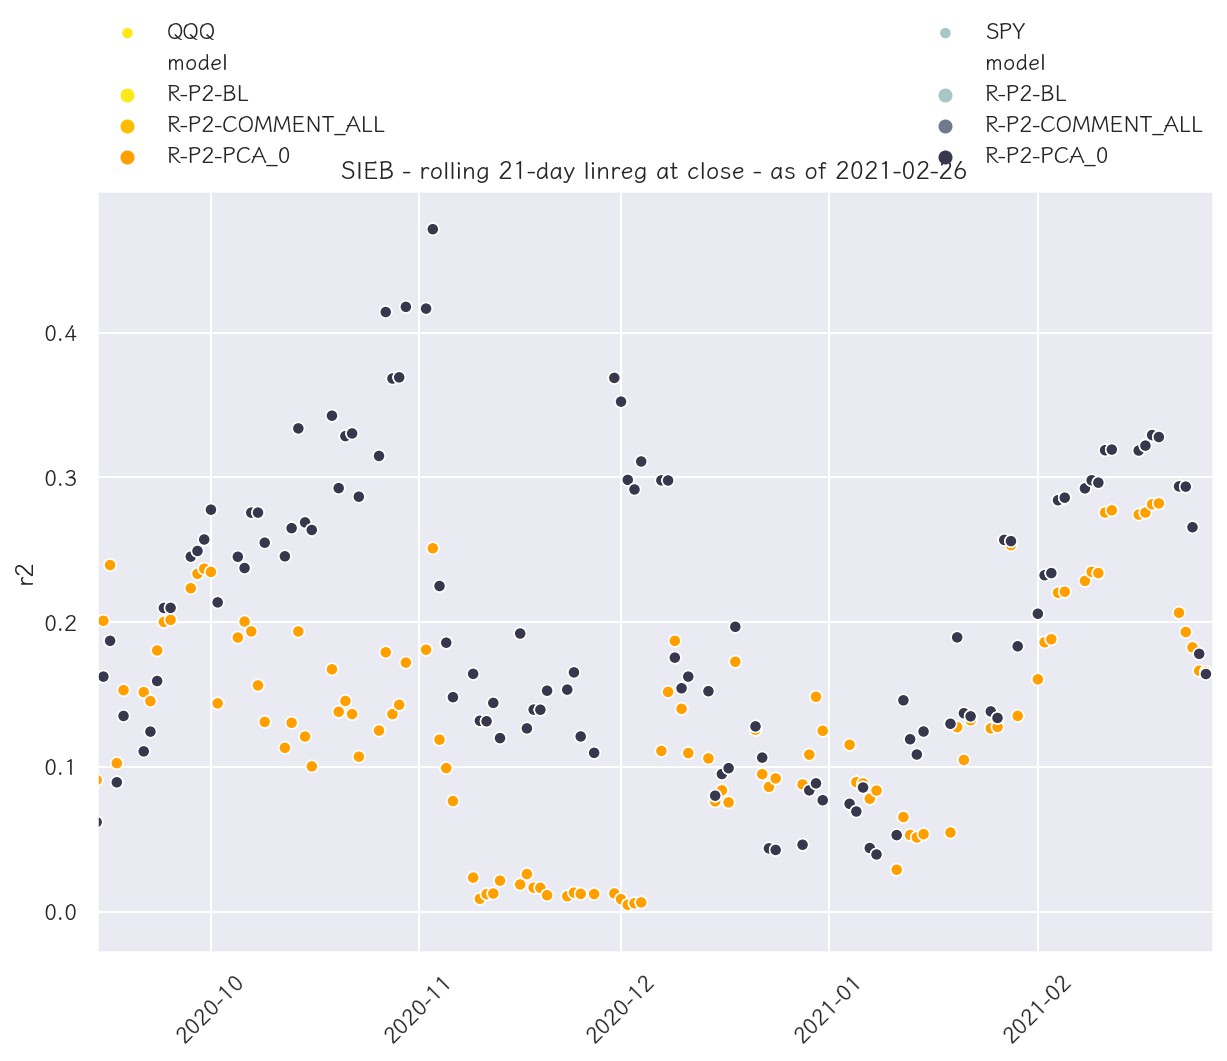 QQQ
model
R-P2-BL
R-P2-COMMENT_ALL
R-P2-PCA_0
SPY
model
R-P2-BL
R-P2-COMMENT_ALL
R-P2-PCA_0
SIEB - rolling 21-day linreg at close - as of 2021-02-26
r2
0.4
0.3
0.2
0.1
0.0
2020-10
2020-11
2020-12
2021-01
2021-02